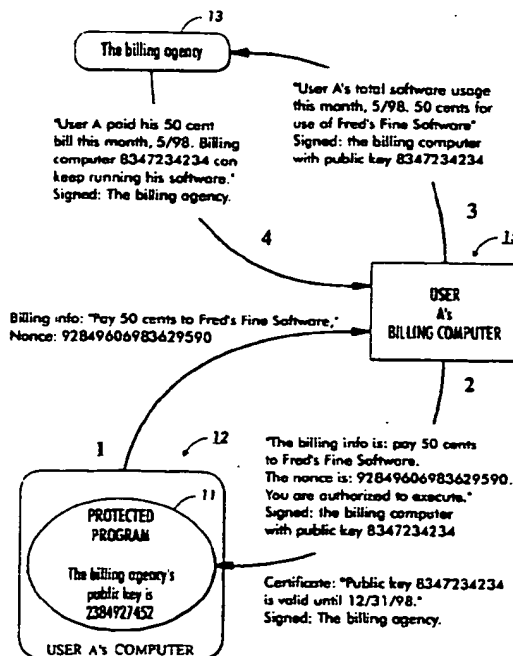 13
The billing agency
"User A paid his 50 cent
bill this month, 5/98. Billing
computer 8347234234 can
keep running his software."
Signed: The billing agency.
"User A's total software usage
this month, 5/98. 50 cents for
use of Fred's Fine Software"
Signed: the billing computer
with public key 8347234234
4
3
USER
A's
BILLING COMPUTER
Billing info: "Pay 50 cents to Fred's Fine Software,"
Nonce: 92849606983629590
1
2
12
11
PROTECTED
PROGRAM
The billing agency's
public key is
2384927452
USER A's COMPUTER
"The billing info is: pay 50 cents
to Fred's Fine Software.
The nonce is: 92849606983629590.
You are authorized to execute."
Signed: the billing computer
with public key 8347234234
Certificate: "Public key 8347234234
is valid until 12/31/98."
Signed: The billing agency.